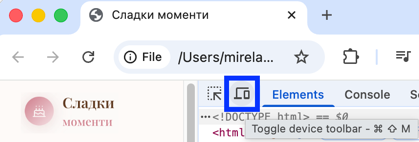 Сладки моменти
File /Users/mirela...
Сладки
моменти
Elements Console
...<!DOCTYPE html> == $0
<html
Toggle device toolbar - ⌘ ⇧ M